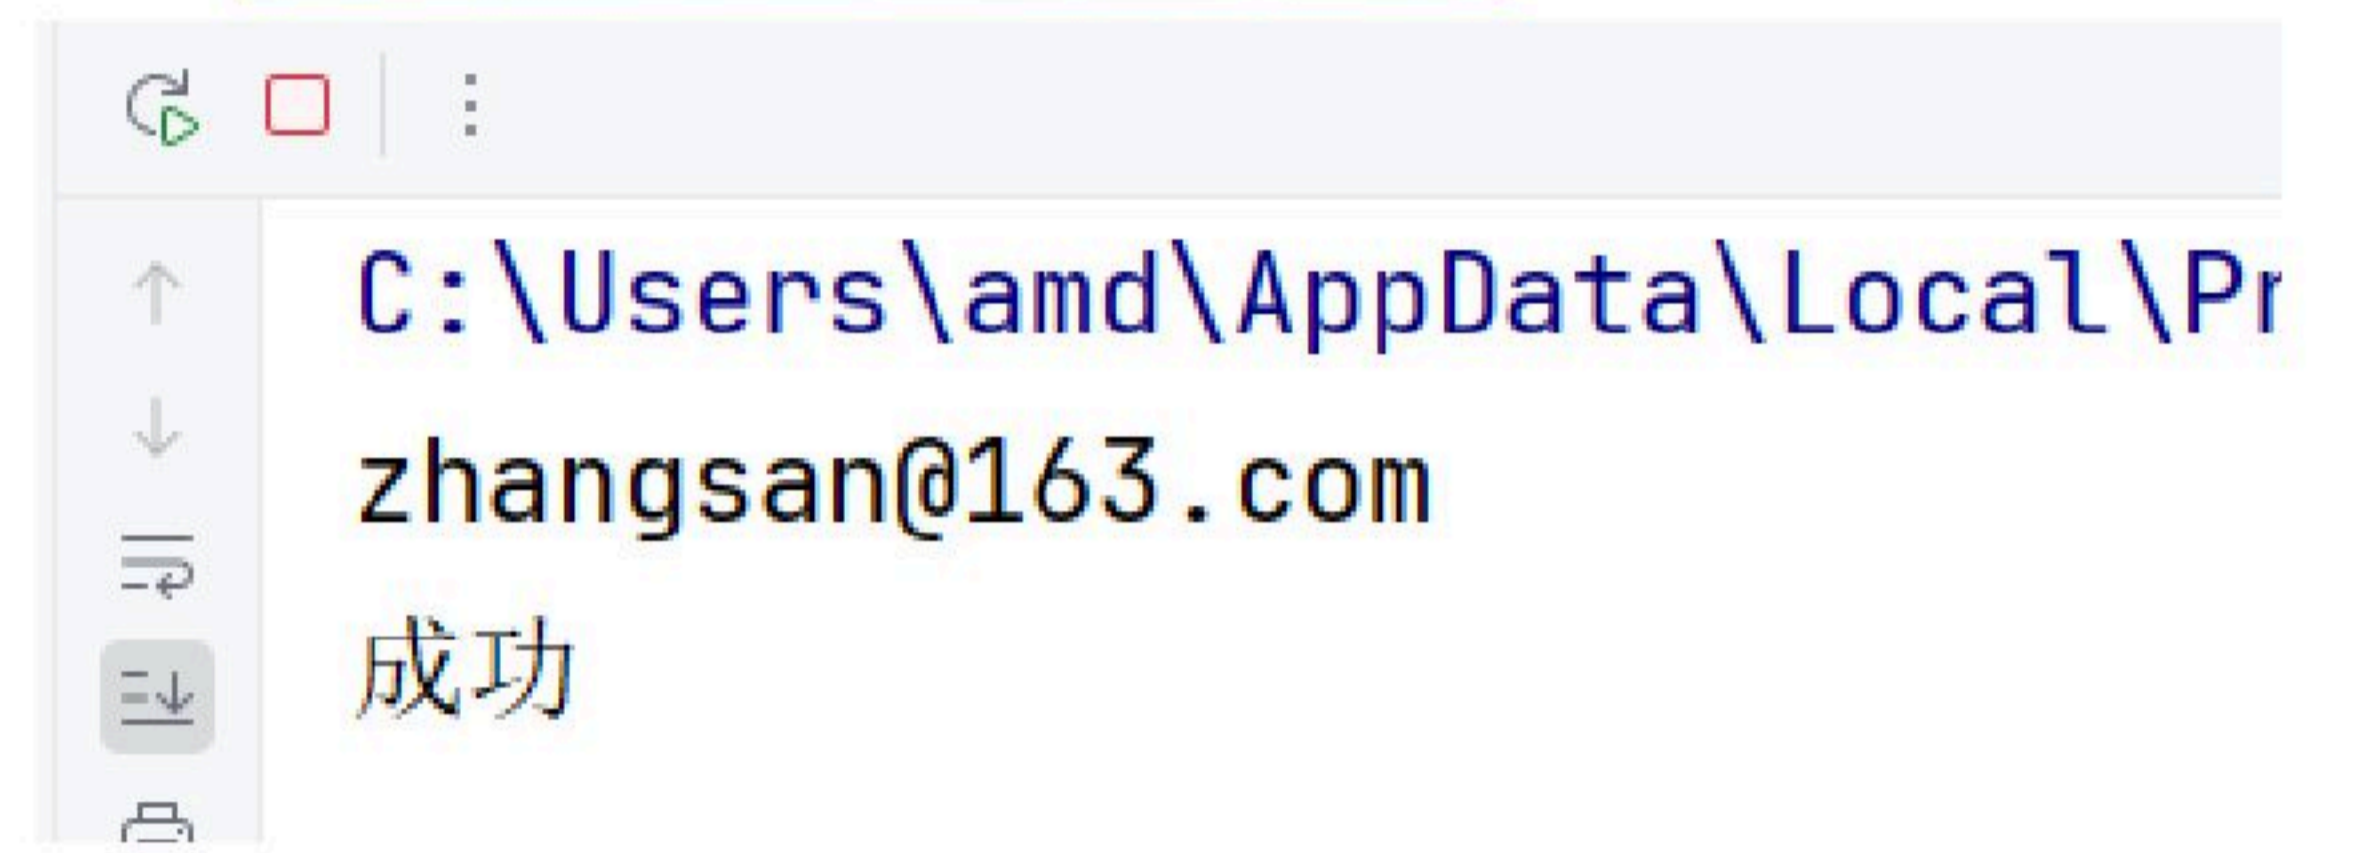 C:\Users\amd\AppData\Local\Pr
zhangsan@163.com
成功